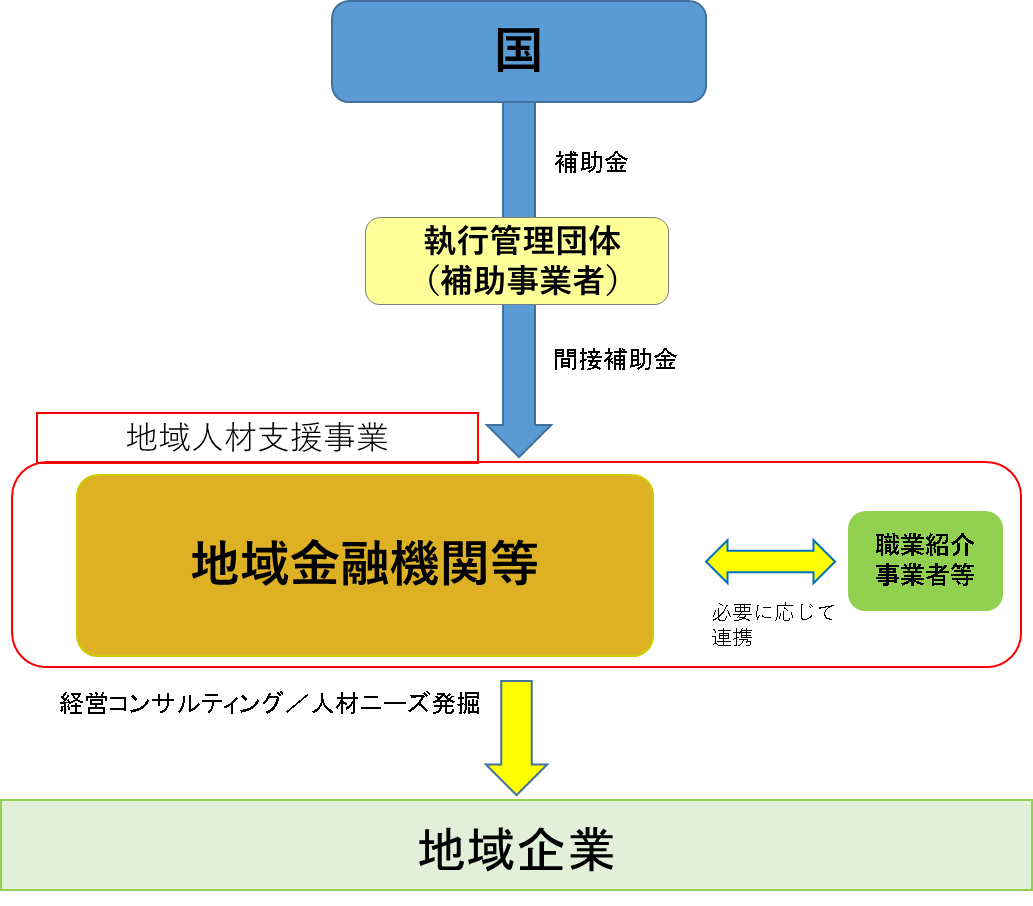 国
補助金
執行管理団体
（補助事業者）
間接補助金
地域人材支援事業
地域金融機関等
職業紹介
事業者等
必要に応じて
連携
経営コンサルティング／人材ニーズ発掘
地域企業